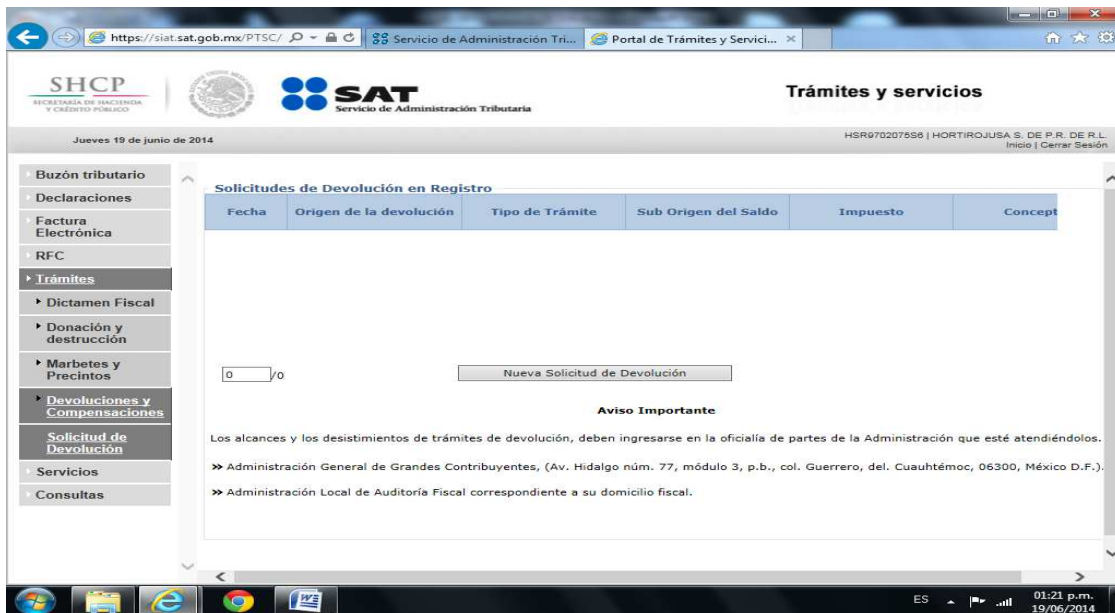 https://siat.sat.gob.mx/PTSC/
Servicio de Administración Tri...
Portal de Trámites y Servici...
SHCP
SECRETARÍA DE HACIENDA
Y CRÉDITO PÚBLICO
SAT
Servicio de Administración Tributaria
Trámites y servicios
Jueves 19 de junio de 2014
HSR9702075S6 | HORTIROJUSA S. DE P.R. DE R.L.
Inicio | Cerrar Sesión
Buzón tributario
Declaraciones
Factura
Electrónica
RFC
Trámites
Dictamen Fiscal
Donación y
destrucción
Marbetes y
Precintos
Devoluciones y
Compensaciones
Solicitud de
Devolución
Servicios
Consultas
Solicitudes de Devolución en Registro
Fecha Origen de la devolución Tipo de Trámite Sub Origen del Saldo Impuesto Concept
0 /0
Nueva Solicitud de Devolución
Aviso Importante
Los alcances y los desistimientos de trámites de devolución, deben ingresarse en la oficialía de partes de la Administración que esté atendiéndolos.
» Administración General de Grandes Contribuyentes, (Av. Hidalgo núm. 77, módulo 3, p.b., col. Guerrero, del. Cuauhtémoc, 06300, México D.F.).
» Administración Local de Auditoría Fiscal correspondiente a su domicilio fiscal.
ES
01:21 p.m.
19/06/2014